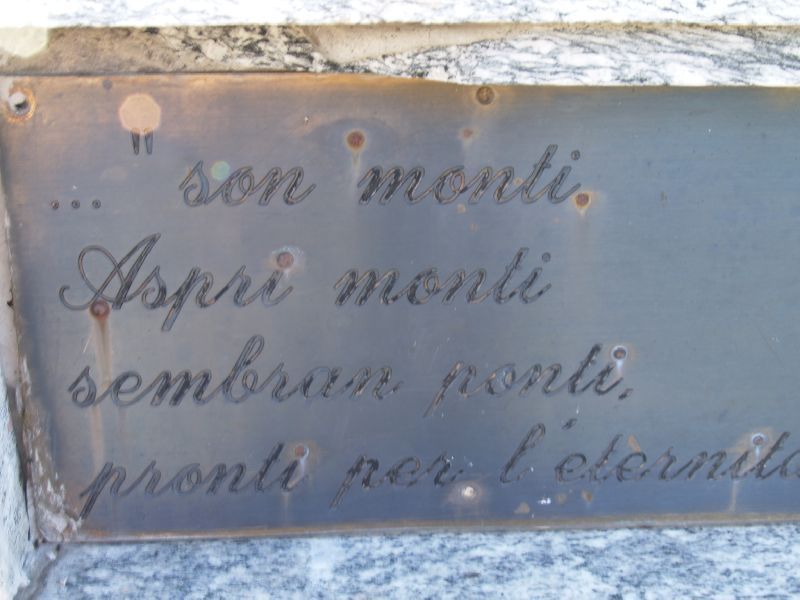 ... " son monti
Aspri monti
sembran ponti,
pronti per l'eternità